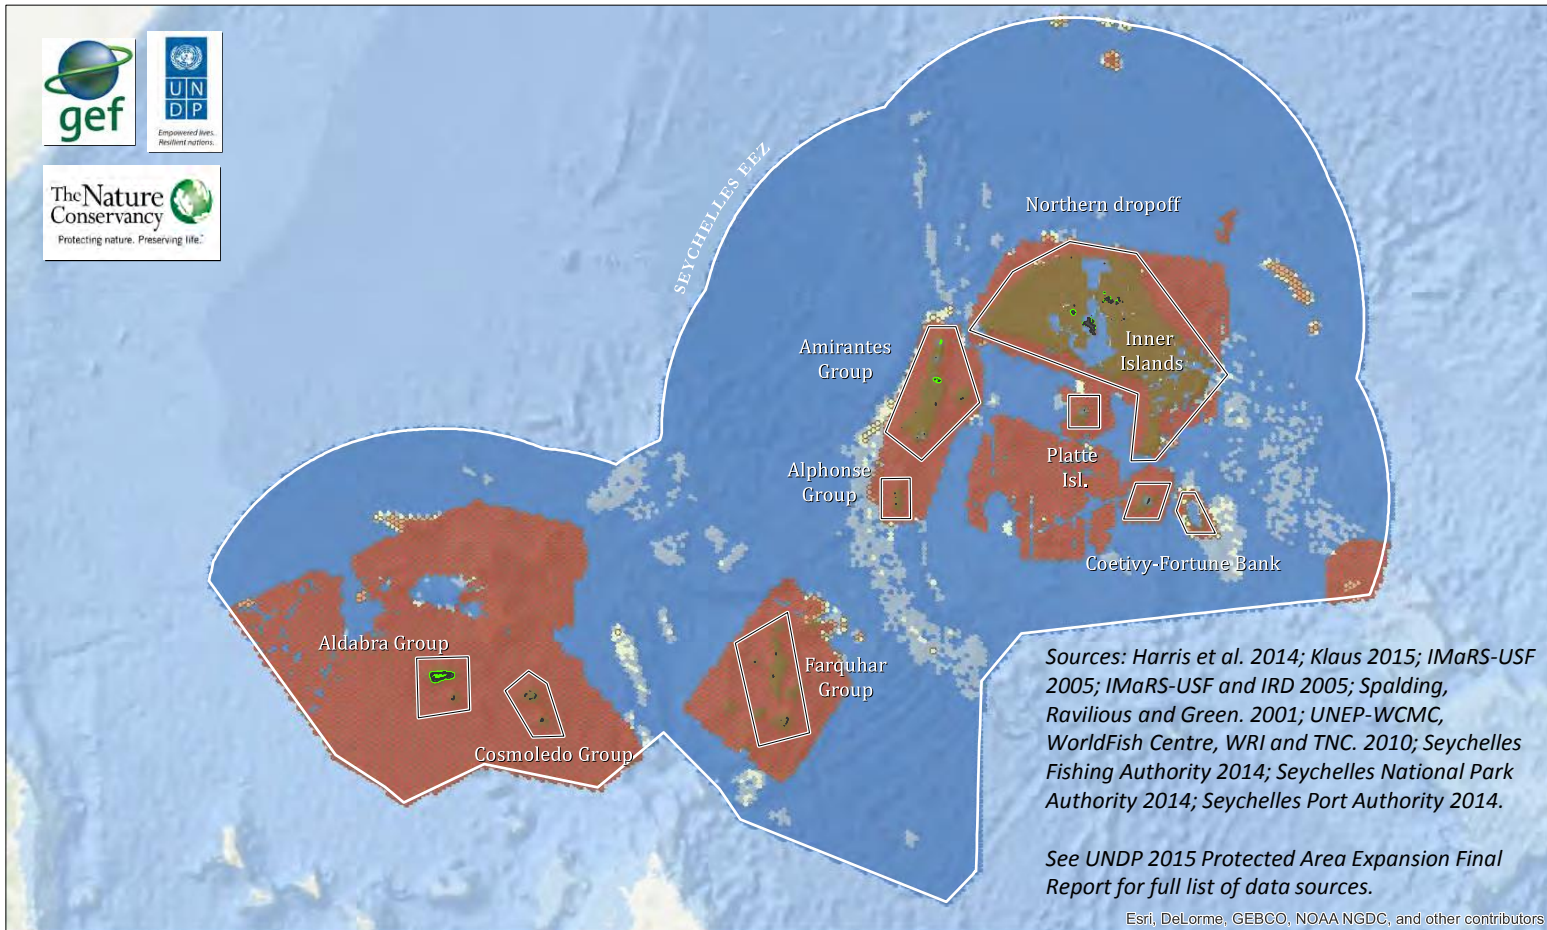 gef
U N
D P
Empowered lives.
Resilient nations.
The Nature
Conservancy
Protecting nature. Preserving life.™
SEYCHELLES EEZ
Northern dropoff
Inner
Islands
Amirantes
Group
Platte
Isl.
Alphonse
Group
Coetivy-Fortune Bank
Aldabra Group
Farquhar
Group
Cosmoledo Group
Sources: Harris et al. 2014; Klaus 2015; IMaRS-USF
2005; IMaRS-USF and IRD 2005; Spalding,
Ravilious and Green. 2001; UNEP-WCMC,
WorldFish Centre, WRI and TNC. 2010; Seychelles
Fishing Authority 2014; Seychelles National Park
Authority 2014; Seychelles Port Authority 2014.
See UNDP 2015 Protected Area Expansion Final
Report for full list of data sources.
Esri, DeLorme, GEBCO, NOAA NGDC, and other contributors